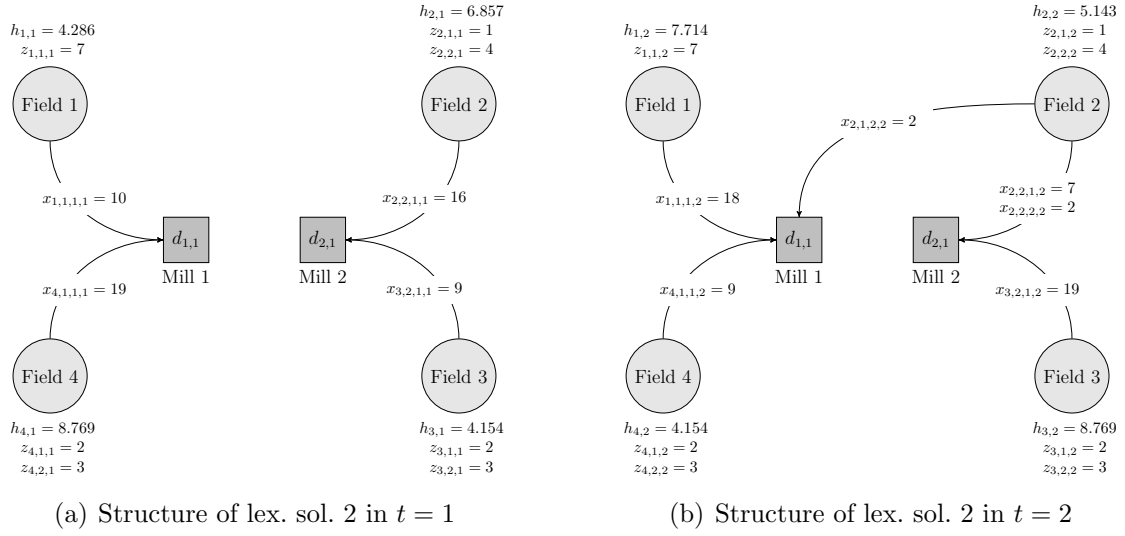 h_{1,1} = 4.286
z_{1,1,1} = 7
Field 1
h_{2,1} = 6.857
z_{2,1,1} = 1
z_{2,2,1} = 4
Field 2
x_{1,1,1,1} = 10
x_{2,2,1,1} = 16
d_{1,1}
Mill 1
d_{2,1}
Mill 2
x_{4,1,1,1} = 19
x_{3,2,1,1} = 9
Field 4
h_{4,1} = 8.769
z_{4,1,1} = 2
z_{4,2,1} = 3
Field 3
h_{3,1} = 4.154
z_{3,1,1} = 2
z_{3,2,1} = 3
(a) Structure of lex. sol. 2 in t = 1
h_{1,2} = 7.714
z_{1,1,2} = 7
Field 1
h_{2,2} = 5.143
z_{2,1,2} = 1
z_{2,2,2} = 4
Field 2
x_{2,1,2,2} = 2
x_{1,1,1,2} = 18
x_{2,2,1,2} = 7
x_{2,2,2,2} = 2
d_{1,1}
Mill 1
d_{2,1}
Mill 2
x_{4,1,1,2} = 9
x_{3,2,1,2} = 19
Field 4
h_{4,2} = 4.154
z_{4,1,2} = 2
z_{4,2,2} = 3
Field 3
h_{3,2} = 8.769
z_{3,1,2} = 2
z_{3,2,2} = 3
(b) Structure of lex. sol. 2 in t = 2